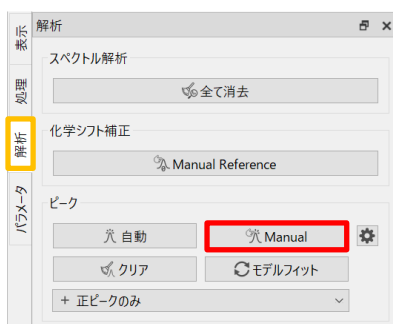 解析
表示
処理
解析
パラメータ
スペクトル解析
全て消去
化学シフト補正
Manual Reference
ピーク
自動
Manual
クリア
モデルフィット
+ 正ピークのみ